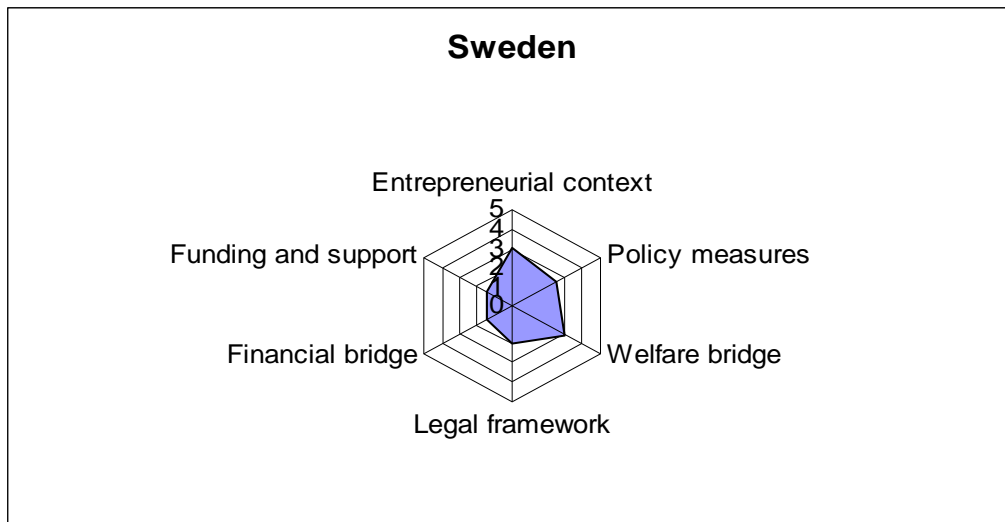 Sweden
Entrepreneurial context
5
4
3
2
1
0
Funding and support
Policy measures
Financial bridge
Welfare bridge
Legal framework